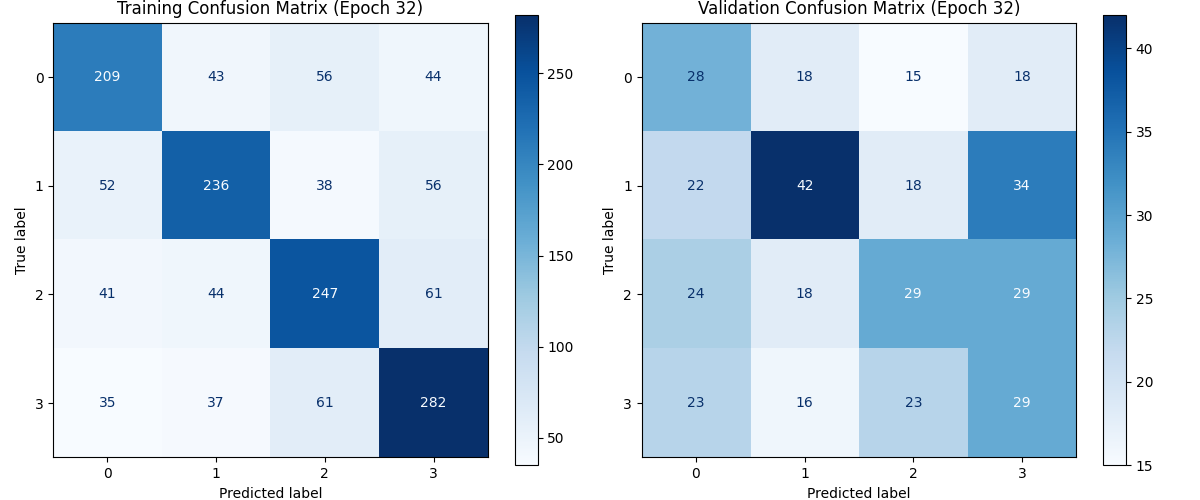 Training Confusion Matrix (Epoch 32)
0 209 43 56 44
1 52 236 38 56
2 41 44 247 61
3 35 37 61 282
0 1 2 3
Predicted label
True label
250
200
150
100
50
Validation Confusion Matrix (Epoch 32)
0 28 18 15 18
1 22 42 18 34
2 24 18 29 29
3 23 16 23 29
0 1 2 3
Predicted label
True label
40
35
30
25
20
15